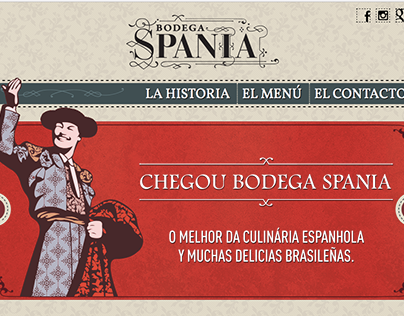 BODEGA
SPANIA
LA HISTORIA EL MENÚ EL CONTACTO
CHEGOU BODEGA SPANIA
O MELHOR DA CULINÁRIA ESPANHOLA
Y MUCHAS DELICIAS BRASILEÑAS.